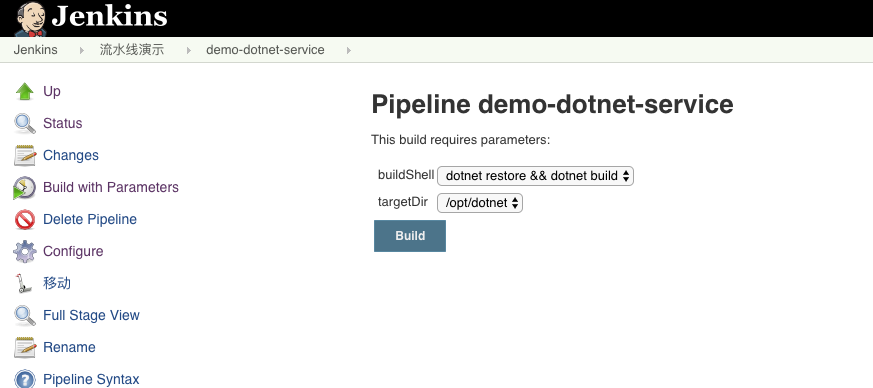 Jenkins
Jenkins 流水线演示 demo-dotnet-service
Up
Status
Changes
Build with Parameters
Delete Pipeline
Configure
移动
Full Stage View
Rename
Pipeline Syntax
Pipeline demo-dotnet-service
This build requires parameters:
buildShell dotnet restore && dotnet build
targetDir /opt/dotnet
Build